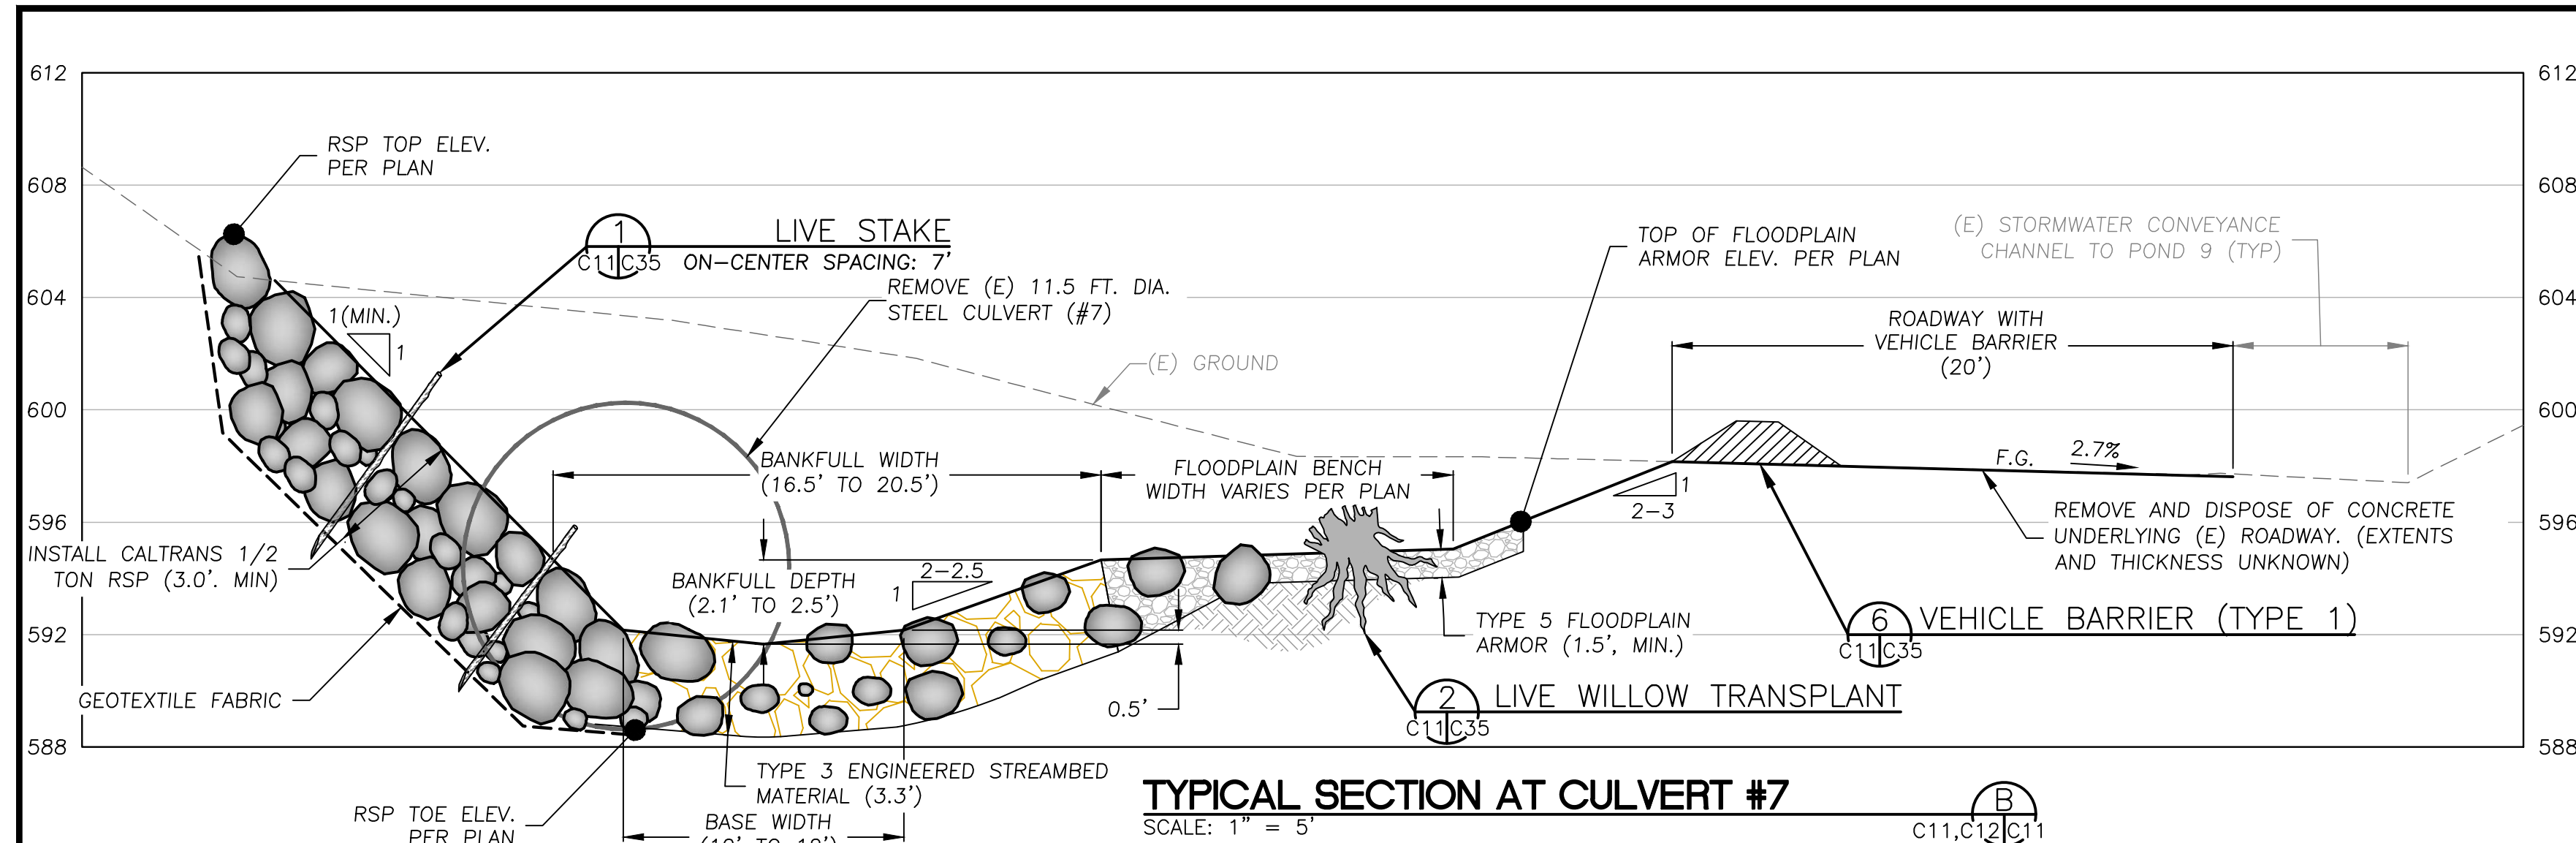 612
612
RSP TOP ELEV.
PER PLAN
608
608
1
LIVE STAKE
C11 C35
ON-CENTER SPACING: 7'
TOP OF FLOODPLAIN
ARMOR ELEV. PER PLAN
(E) STORMWATER CONVEYANCE
CHANNEL TO POND 9 (TYP)
REMOVE (E) 11.5 FT. DIA.
STEEL CULVERT (#7)
604
604
1(MIN.)
1
ROADWAY WITH
VEHICLE BARRIER
(20')
(E) GROUND
600
600
BANKFULL WIDTH
(16.5' TO 20.5')
FLOODPLAIN BENCH
WIDTH VARIES PER PLAN
1
2-3
F.G.
2.7%
596
596
REMOVE AND DISPOSE OF CONCRETE
UNDERLYING (E) ROADWAY. (EXTENTS
AND THICKNESS UNKNOWN)
INSTALL CALTRANS 1/2
TON RSP (3.0'. MIN)
BANKFULL DEPTH
(2.1' TO 2.5')
1
2-2.5
TYPE 5 FLOODPLAIN
ARMOR (1.5', MIN.)
6
VEHICLE BARRIER (TYPE 1)
C11 C35
592
592
GEOTEXTILE FABRIC
0.5'
2
LIVE WILLOW TRANSPLANT
C11 C35
588
588
TYPE 3 ENGINEERED STREAMBED
MATERIAL (3.3')
RSP TOE ELEV.
PER PLAN
BASE WIDTH
TYPICAL SECTION AT CULVERT #7
SCALE: 1" = 5'
B
C11,C12 C11